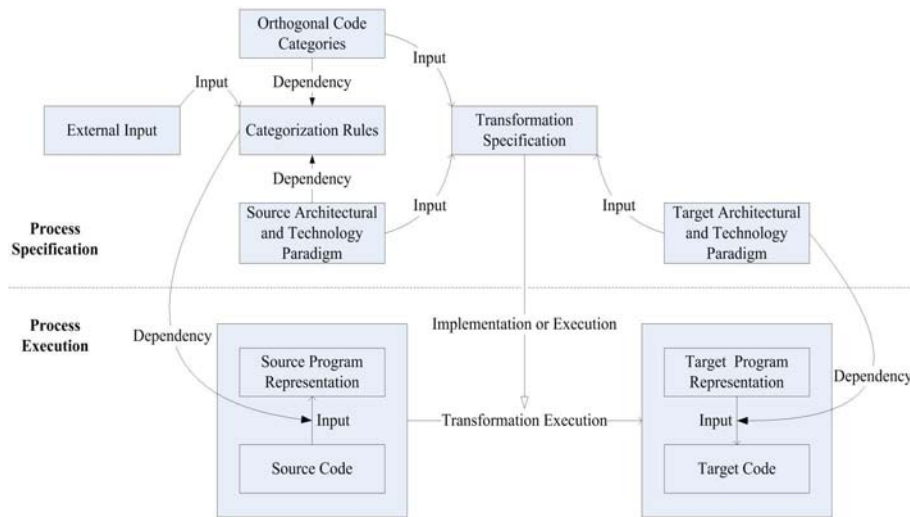 Orthogonal Code
Categories
Input
Input
Dependency
External Input
Categorization Rules
Transformation
Specification
Dependency
Input
Input
Source Architectural
and Technology
Paradigm
Target Architectural
and Technology
Paradigm
Process
Specification
Process
Execution
Dependency
Implementation or Execution
Source Program
Representation
Target Program
Representation
Dependency
Input
Transformation Execution
Input
Source Code
Target Code